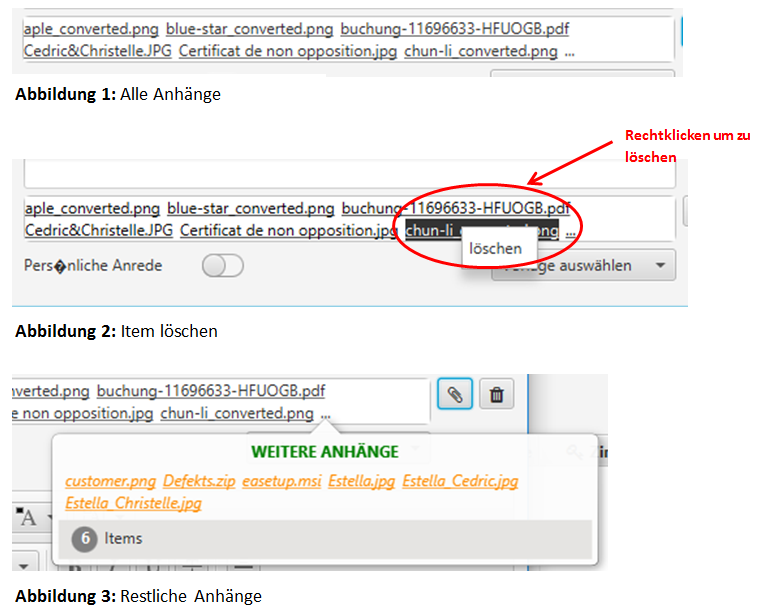 aple_converted.png blue-star_converted.png buchung-11696633-HFUOGB.pdf
Cedric&Christelle.JPG Certificat de non opposition.jpg chun-li_converted.png ...
Abbildung 1: Alle Anhänge
Rechtklicken um zu
löschen
aple_converted.png blue-star_converted.png buchung-11696633-HFUOGB.pdf
Cedric&Christelle.JPG Certificat de non opposition.jpg chun-li ...
löschen
Pers�nliche Anrede auswählen
Abbildung 2: Item löschen
nverted.png buchung-11696633-HFUOGB.pdf
e non opposition.jpg chun-li_converted.png ...
WEITERE ANHÄNGE
customer.png Defekts.zip easetup.msi Estella.jpg Estella_Cedric.jpg
Estella_Christelle.jpg
A
6 Items
Abbildung 3: Restliche Anhänge